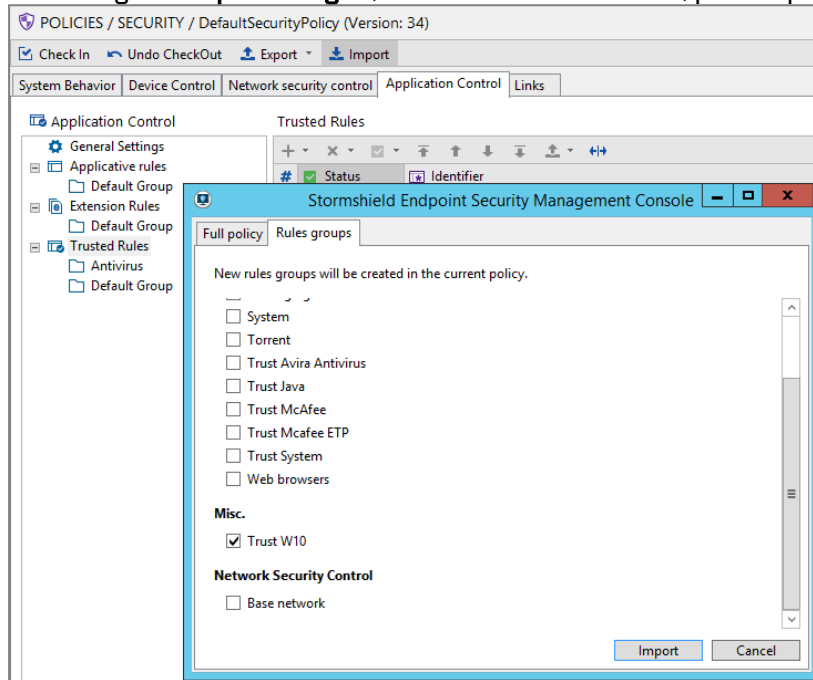 POLICIES / SECURITY / DefaultSecurityPolicy (Version: 34)
Check In Undo CheckOut Export Import
System Behavior Device Control Network security control Application Control Links
Application Control Trusted Rules
General Settings
Applicative rules
Default Group
# Status Identifier
Extension Rules
Default Group
Trusted Rules
Antivirus
Default Group
Stormshield Endpoint Security Management Console
Full policy Rules groups
New rules groups will be created in the current policy.
System
Torrent
Trust Avira Antivirus
Trust Java
Trust McAfee
Trust Mcafee ETP
Trust System
Web browsers
Misc.
Trust W10
Network Security Control
Base network
Import Cancel